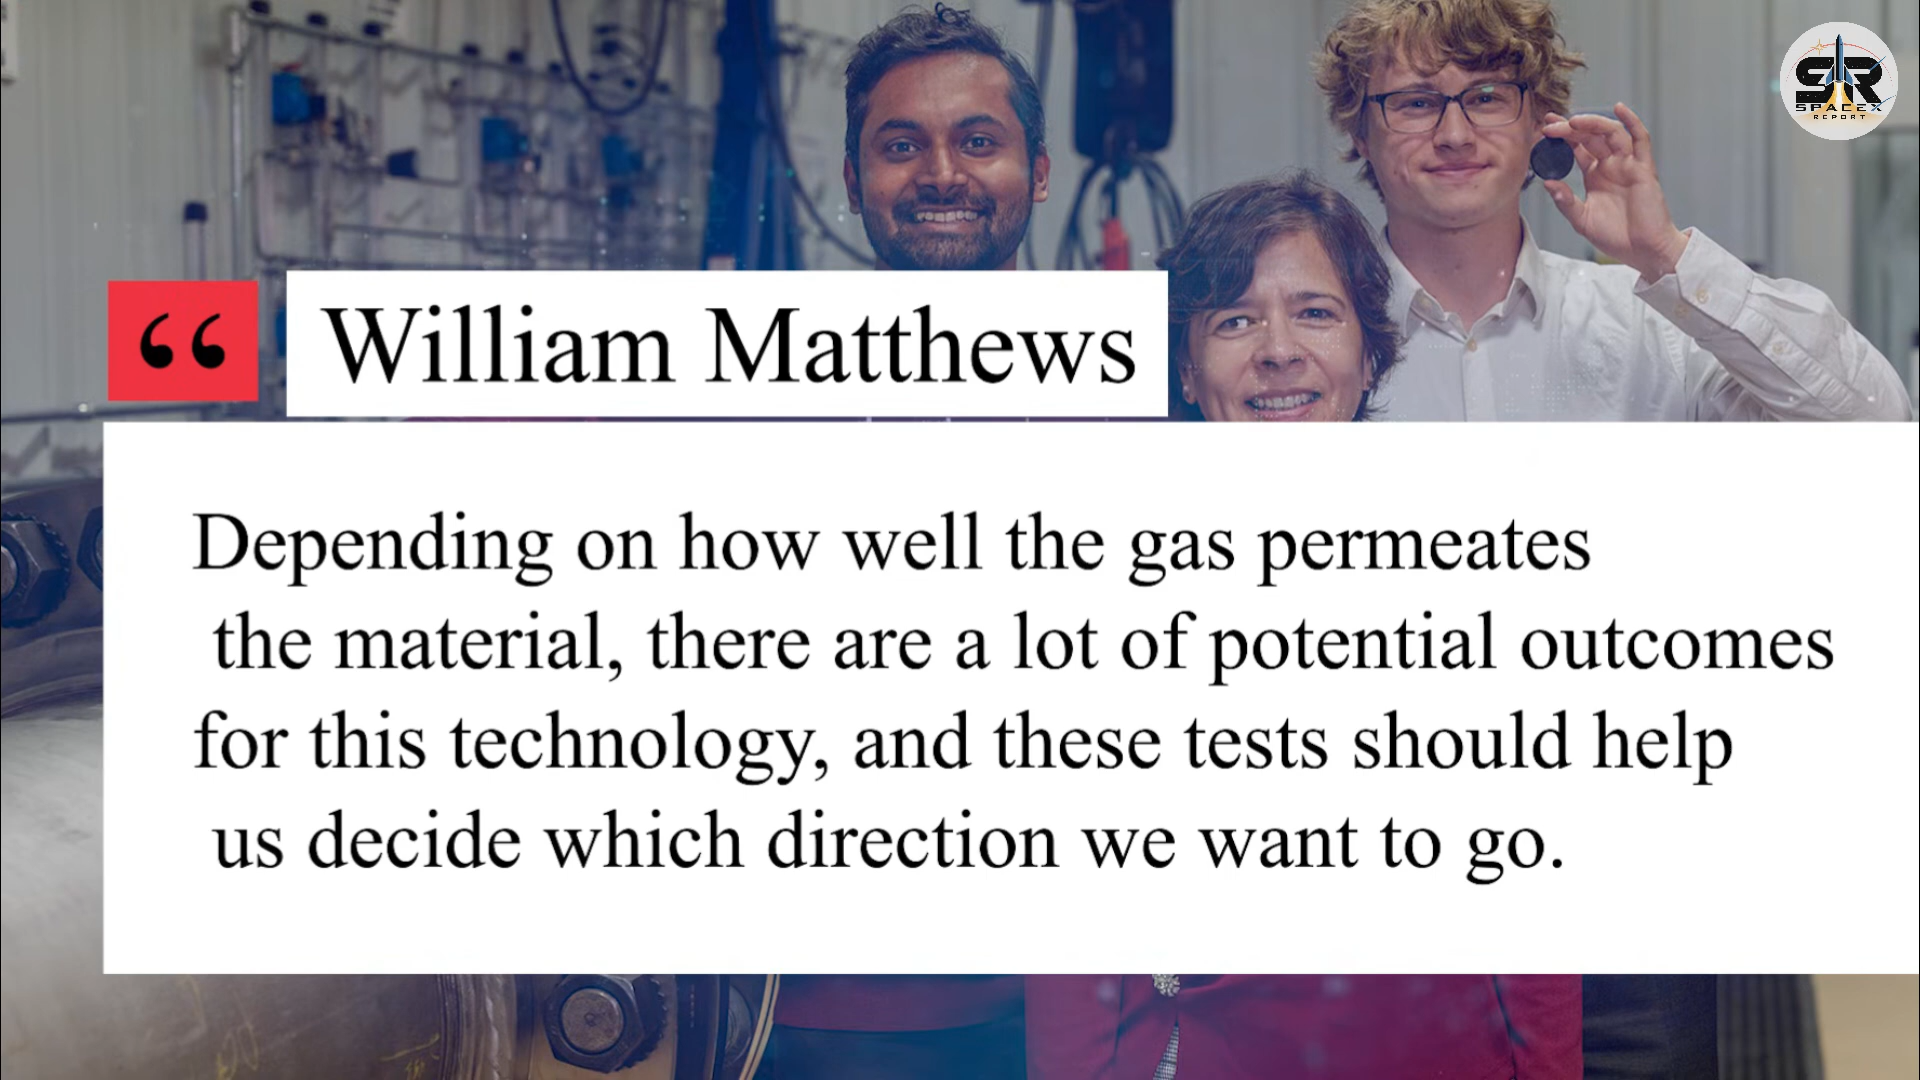 SR
SPACEX
REPORT
“
William Matthews
Depending on how well the gas permeates
the material, there are a lot of potential outcomes
for this technology, and these tests should help
us decide which direction we want to go.